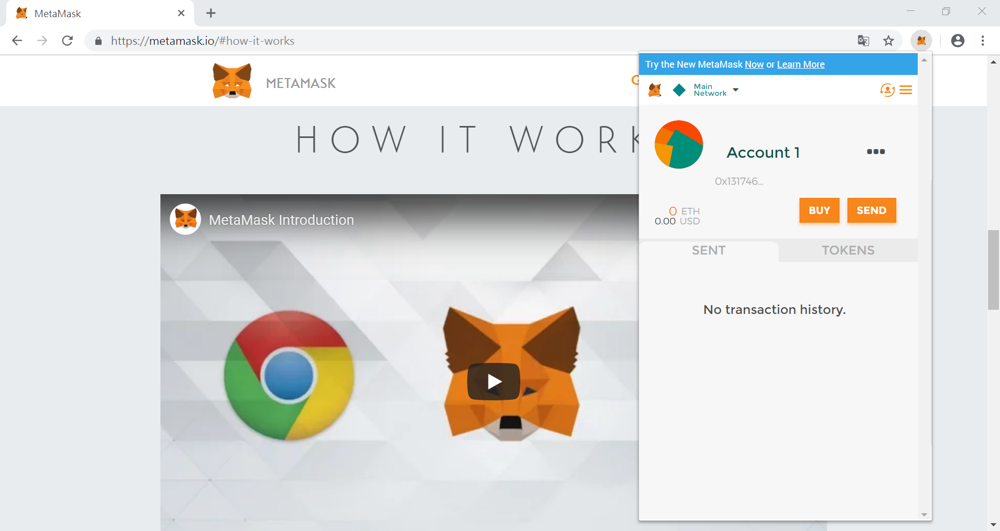 MetaMask
https://metamask.io/#how-it-works
METAMASK
HOW IT WORK
MetaMask Introduction
Try the New MetaMask Now or Learn More
Main
Network
Account 1
0x131746...
0 ETH
0.00 USD
BUY
SEND
SENT
TOKENS
No transaction history.